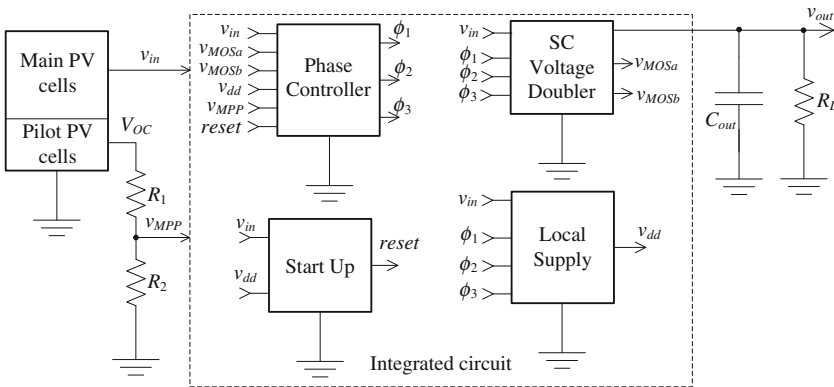 Main PV
cells
Pilot PV
cells
v_in
V_OC
R_1
v_MPP
R_2
v_in
v_MOSa
v_MOSb
v_dd
v_MPP
reset
Phase
Controller
ϕ_1
ϕ_2
ϕ_3
v_in
ϕ_1
ϕ_2
ϕ_3
SC
Voltage
Doubler
v_MOSa
v_MOSb
v_out
C_out
R_L
v_in
v_dd
Start Up
reset
v_in
ϕ_1
ϕ_2
ϕ_3
Local
Supply
v_dd
Integrated circuit